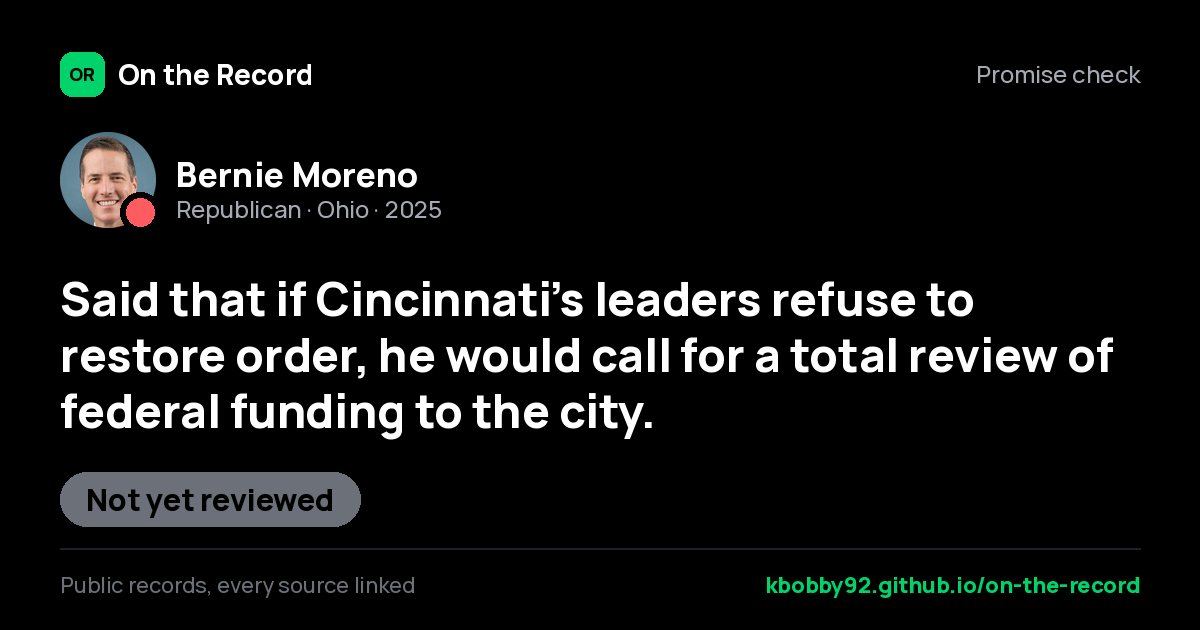 OR On the Record
Promise check
Bernie Moreno
Republican · Ohio · 2025
Said that if Cincinnati’s leaders refuse to
restore order, he would call for a total review of
federal funding to the city.
Not yet reviewed
Public records, every source linked
kbobby92.github.io/on-the-record